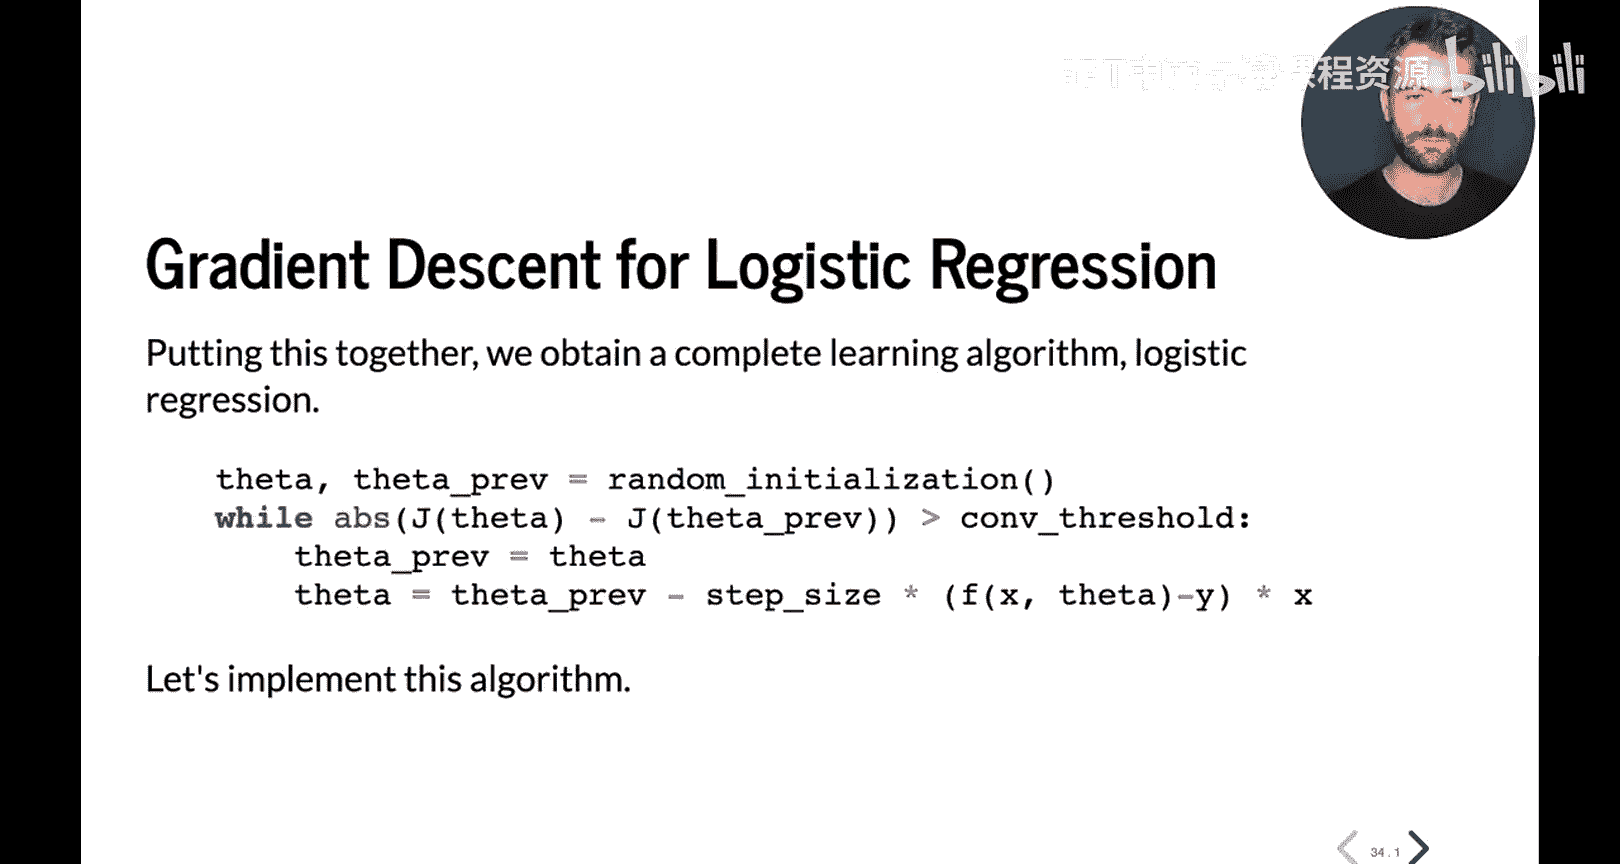 程资源 bilibili
Gradient Descent for Logistic Regression
Putting this together, we obtain a complete learning algorithm, logistic
regression.
theta, theta_prev = random_initialization()
while abs(J(theta) - J(theta_prev)) > conv_threshold:
theta_prev = theta
theta = theta_prev - step_size * (f(x, theta)-y) * x
Let's implement this algorithm.
34.1